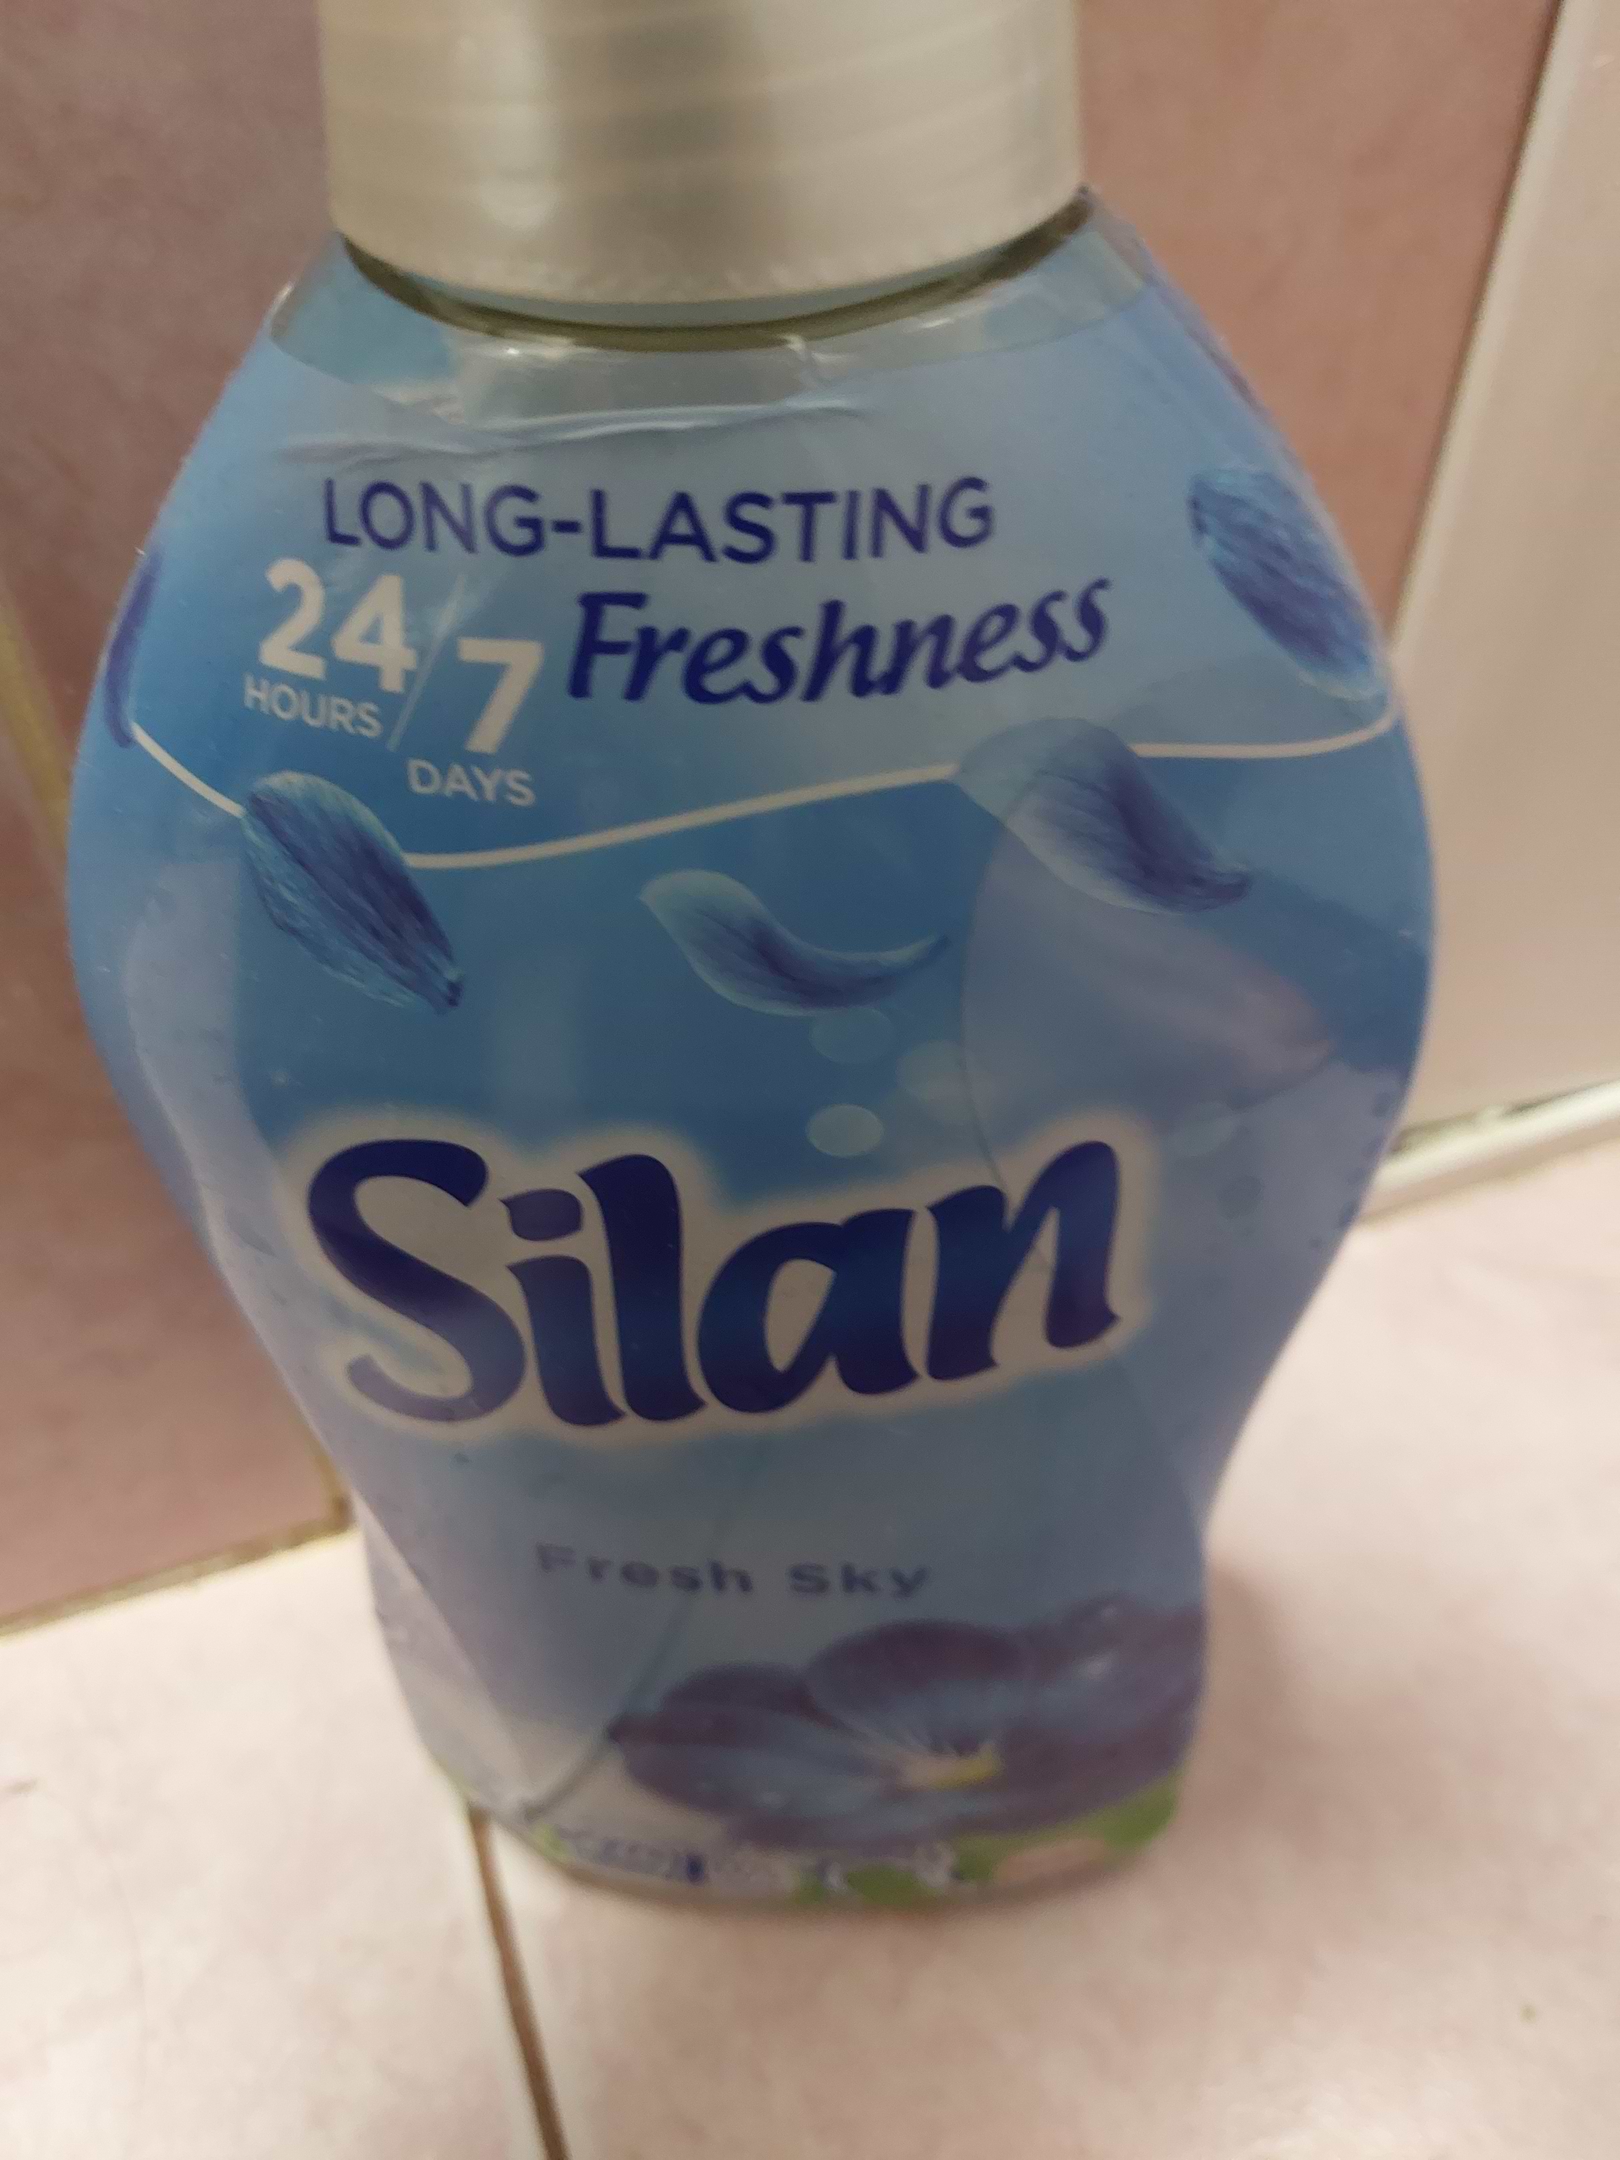 LONG-LASTING
24 HOURS / 7 DAYS
Freshness
Silan
Fresh Sky